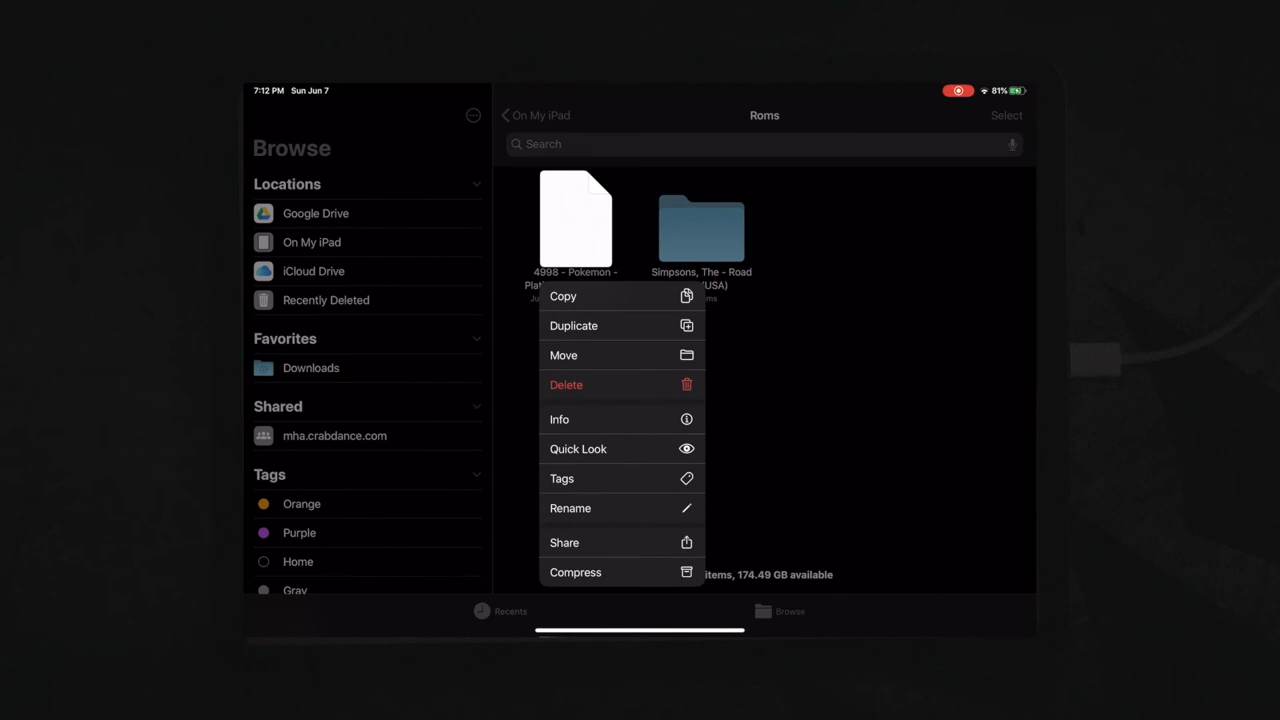 7:12 PM Sun Jun 7
81%
Browse
Locations
Google Drive
On My iPad
iCloud Drive
Recently Deleted
Favorites
Downloads
Shared
mha.crabdance.com
Tags
Orange
Purple
Home
Gray
On My iPad
Roms
Select
Search
4998 - Pokemon -
Simpsons, The - Road
(USA)
Copy
Duplicate
Move
Delete
Info
Quick Look
Tags
Rename
Share
Compress
items, 174.49 GB available
Recents
Browse